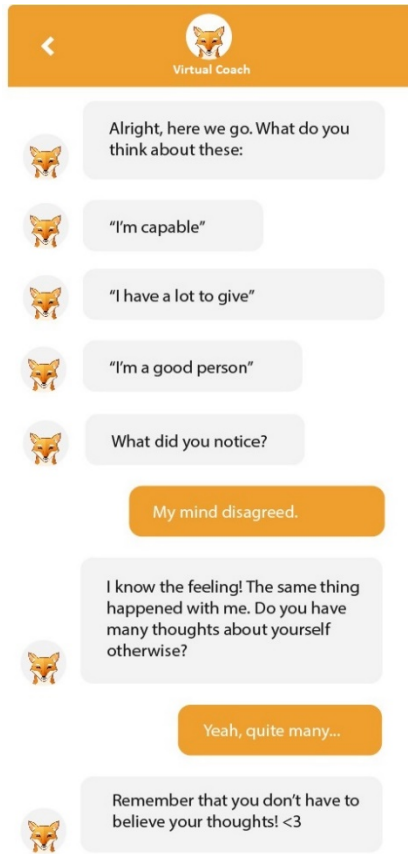 Virtual Coach
Alright, here we go. What do you
think about these:
“I’m capable”
“I have a lot to give”
“I’m a good person”
What did you notice?
My mind disagreed.
I know the feeling! The same thing
happened with me. Do you have
many thoughts about yourself
otherwise?
Yeah, quite many...
Remember that you don’t have to
believe your thoughts! <3